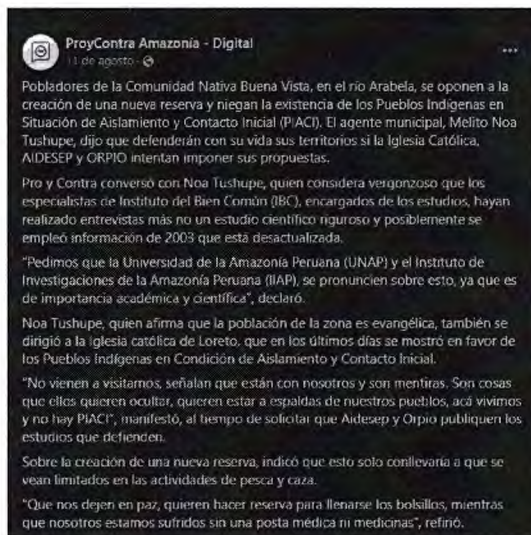 ProyContra Amazonía - Digital
11 de agosto ·
Pobladores de la Comunidad Nativa Buena Vista, en el río Arabela, se oponen a la
creación de una nueva reserva y niegan la existencia de los Pueblos Indígenas en
Situación de Aislamiento y Contacto Inicial (PIACI). El agente municipal, Melito Noa
Tushupe, dijo que defenderán con su vida sus territorios si la Iglesia Católica,
AIDESEP y ORPIO intentan imponer sus propuestas.
Pro y Contra conversó con Noa Tushupe, quien considera vergonzoso que los
especialistas de Instituto del Bien Común (IBC), encargados de los estudios, hayan
realizado entrevistas más no un estudio científico riguroso y posiblemente se
empleó información de 2003 que está desactualizada.
"Pedimos que la Universidad de la Amazonía Peruana (UNAP) y el Instituto de
Investigaciones de la Amazonía Peruana (IIAP), se pronuncien sobre esto, ya que es
de importancia académica y científica", declaró.
Noa Tushupe, quien afirma que la población de la zona es evangélica, también se
dirigió a la Iglesia católica de Loreto, que en los últimos días se mostró en favor de
los Pueblos Indígenas en Condición de Aislamiento y Contacto Inicial.
"No vienen a visitarnos, señalan que están con nosotros y son mentiras. Son cosas
que ellos quieren ocultar, quieren estar a espaldas de nuestros pueblos, acá vivimos
y no hay PIACI", manifestó, al tiempo de solicitar que Aidesep y Orpio publiquen los
estudios que defienden.
Sobre la creación de una nueva reserva, indicó que esto solo conllevaría a que se
vean limitados en las actividades de pesca y caza.
"Que nos dejen en paz, quieren hacer reserva para llenarse los bolsillos, mientras
que nosotros estamos sufridos sin una posta médica ni medicinas", refirió.